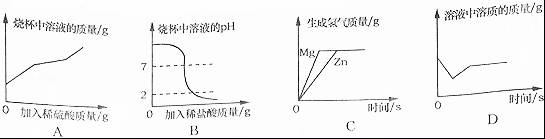 烧杯中溶液的质量/g
0
加入稀硫酸质量/g
A
烧杯中溶液的pH
7
2
0
加入稀盐酸质量/g
B
生成氢气质量/g
Mg
Zn
0
时间/s
C
溶液中溶质的质量/g
0
时间/s
D